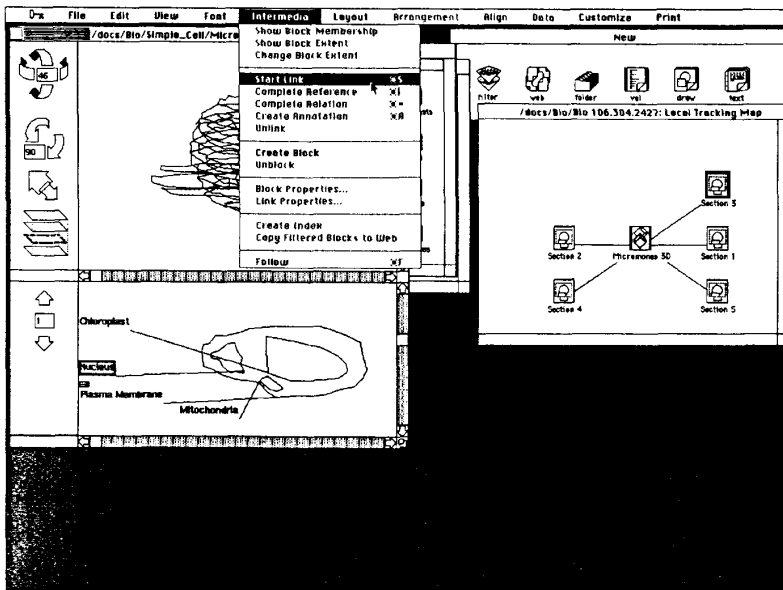 File Edit View Font Intermedia Layout Arrangement Align Data Customize Print
/docs/Bio/Simple_Cell/Micro
Show Block Membership
Show Block Extent
Change Block Extent
Start Link ⌘S
Complete Reference
Complete Relation ⌘=
Create Annotation ⌘A
Unlink
Create Block
Unblock
Block Properties...
Link Properties...
Create Index
Copy Filtered Blocks to Web
Follow ⌘F
46
90
New
filter web folder draw text
/docs/Bio/Bio 106.304.2427: Local Tracking Map
Section 3
Section 2 Micromonas 3D Section 1
Section 4 Section 5
1
Chloroplast
Nucleus
Plasma Membrane
Mitochondria